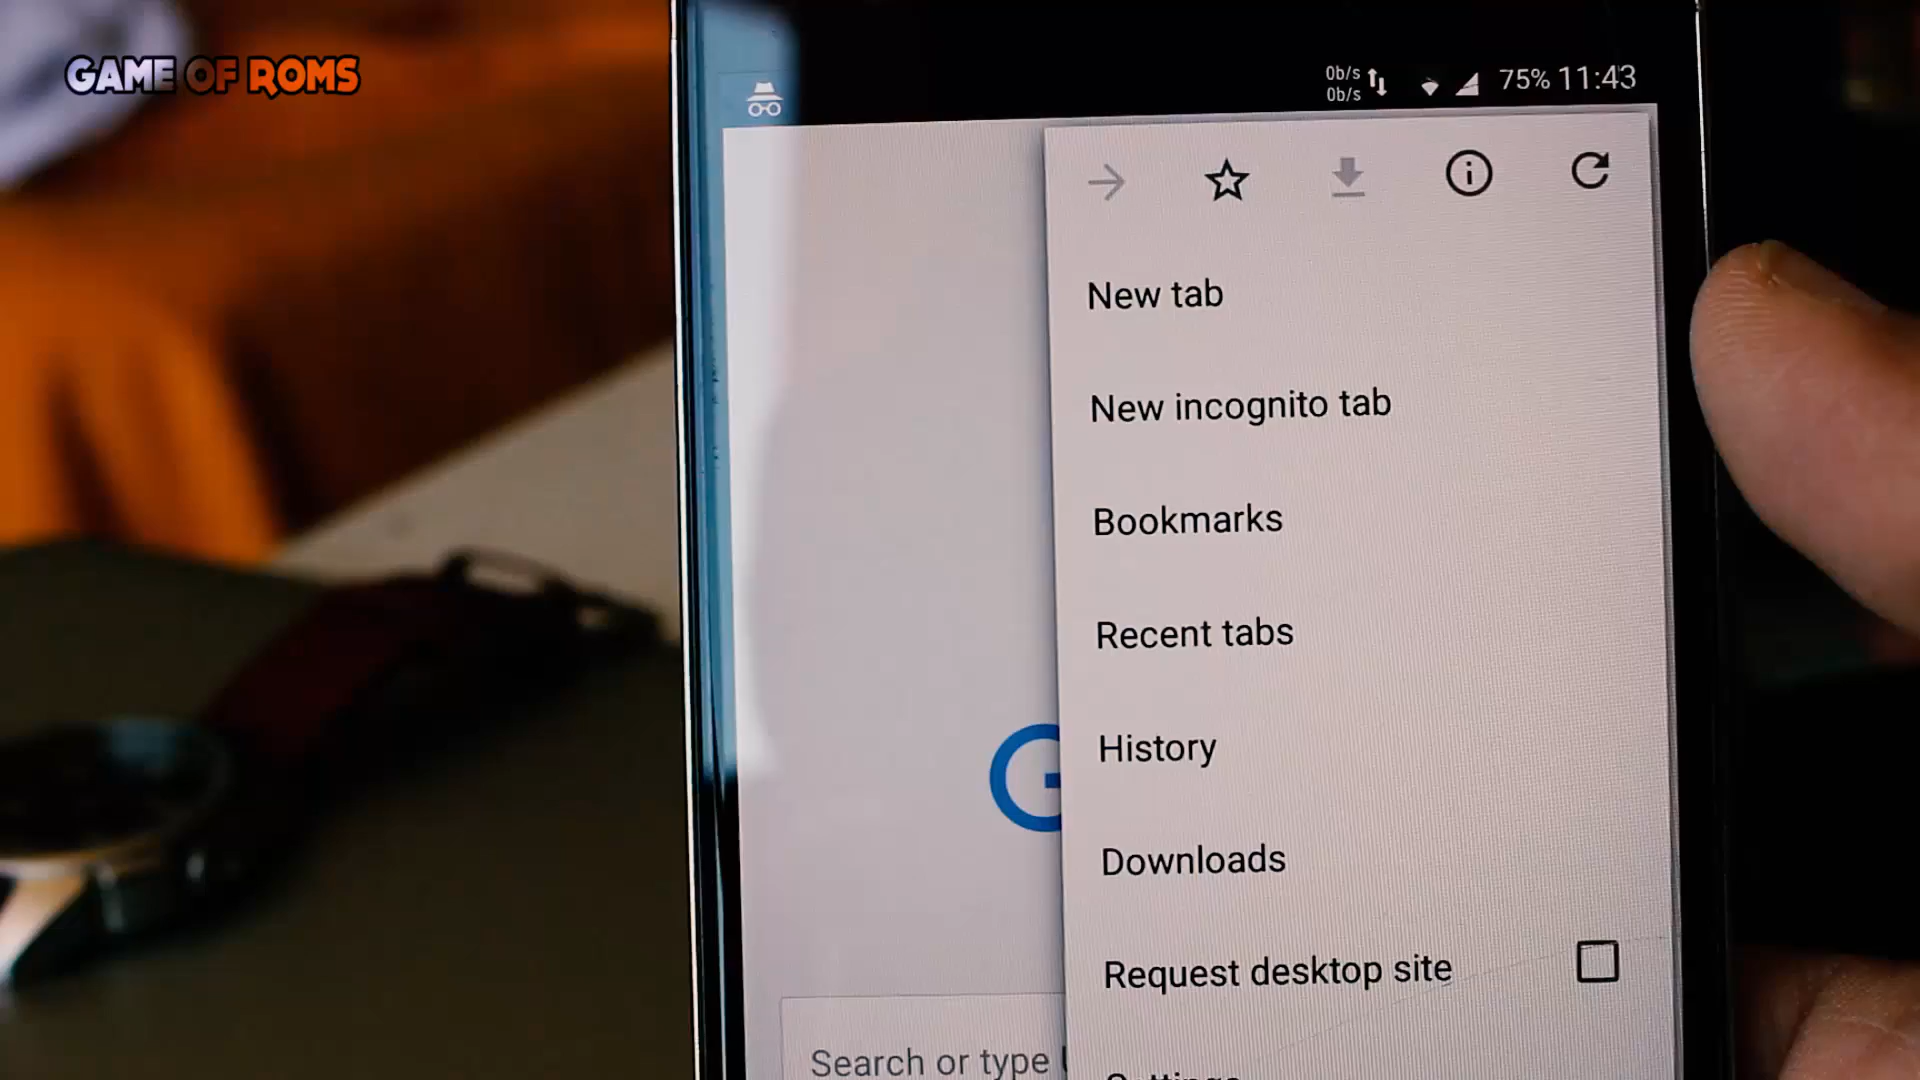 GAME OF ROMS
0b/s
0b/s
75% 11:43
New tab
New incognito tab
Bookmarks
Recent tabs
History
Downloads
Request desktop site
Search or type
Settings